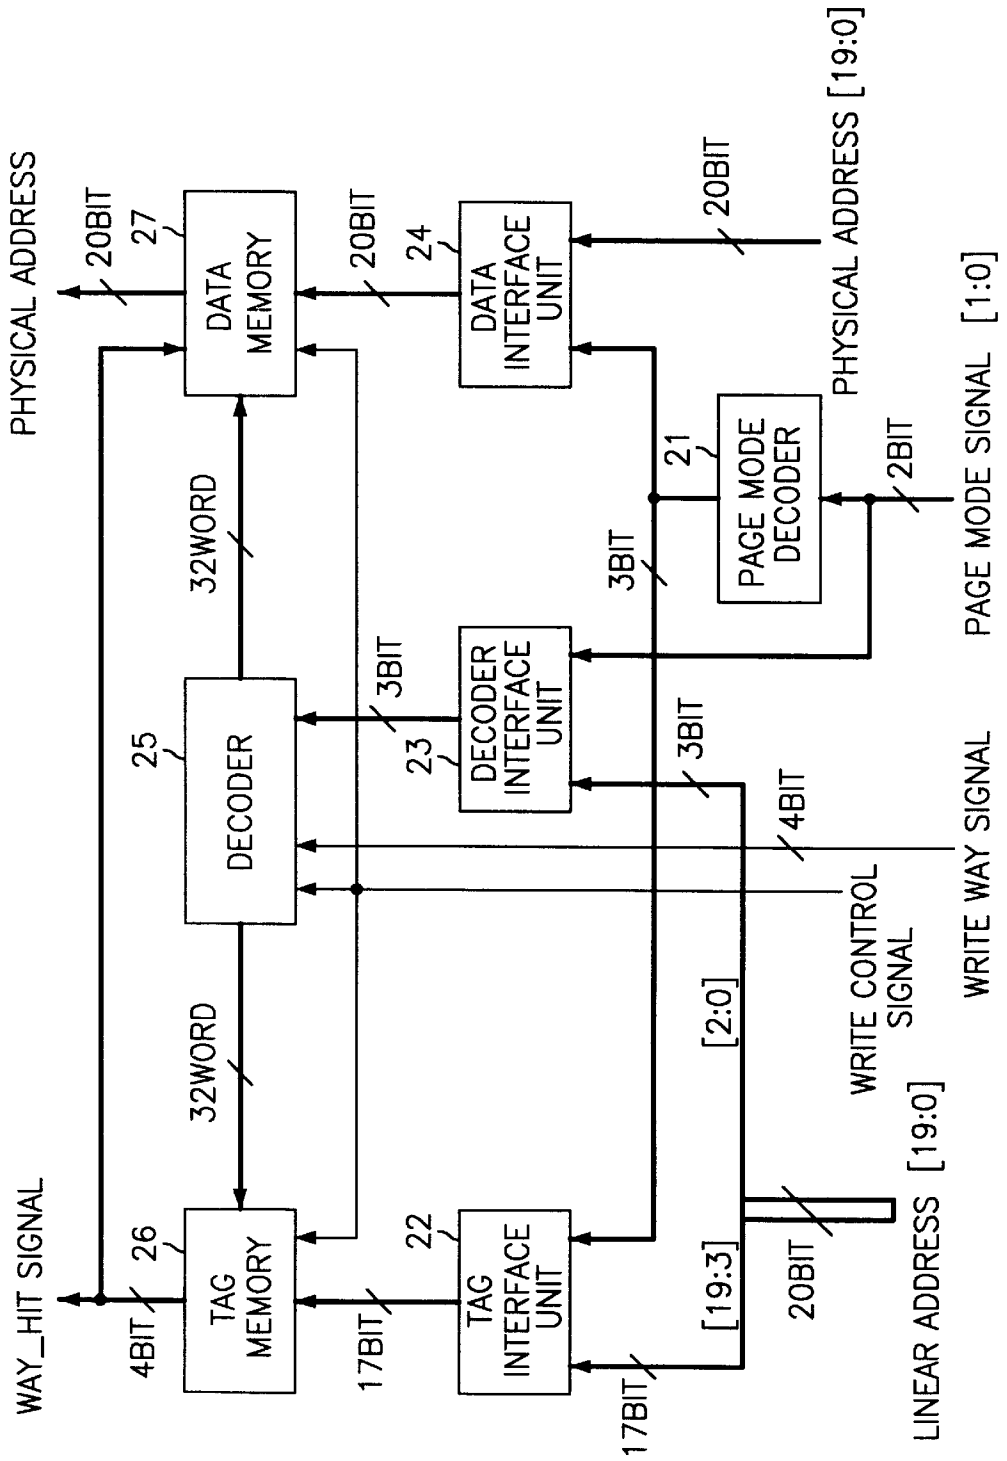 WAY_HIT SIGNAL
PHYSICAL ADDRESS
4BIT
20BIT
26
25
27
TAG
MEMORY
32WORD
DECODER
32WORD
DATA
MEMORY
17BIT
3BIT
20BIT
22
23
24
TAG
INTERFACE
UNIT
DECODER
INTERFACE
UNIT
DATA
INTERFACE
UNIT
17BIT
[19:3]
[2:0]
3BIT
3BIT
21
20BIT
PAGE MODE
DECODER
20BIT
4BIT
2BIT
WRITE CONTROL
SIGNAL
PHYSICAL ADDRESS [19:0]
LINEAR ADDRESS [19:0]
WRITE WAY SIGNAL
PAGE MODE SIGNAL [1:0]